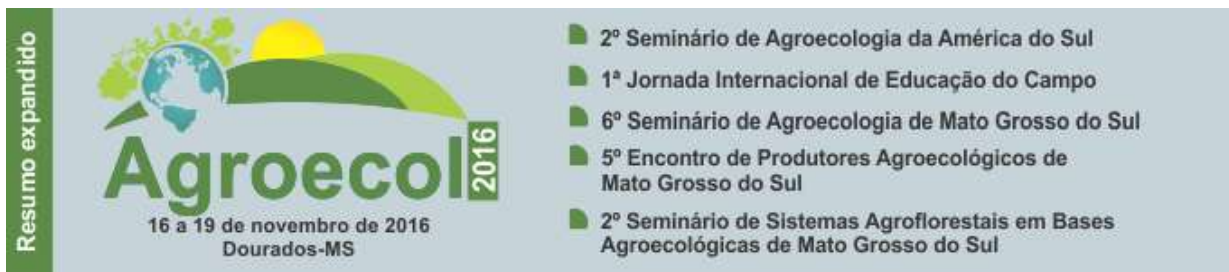 Resumo expandido
Agroecol 2016
16 a 19 de novembro de 2016
Dourados-MS
2º Seminário de Agroecologia da América do Sul
1ª Jornada Internacional de Educação do Campo
6º Seminário de Agroecologia de Mato Grosso do Sul
5º Encontro de Produtores Agroecológicos de
Mato Grosso do Sul
2º Seminário de Sistemas Agroflorestais em Bases
Agroecológicas de Mato Grosso do Sul